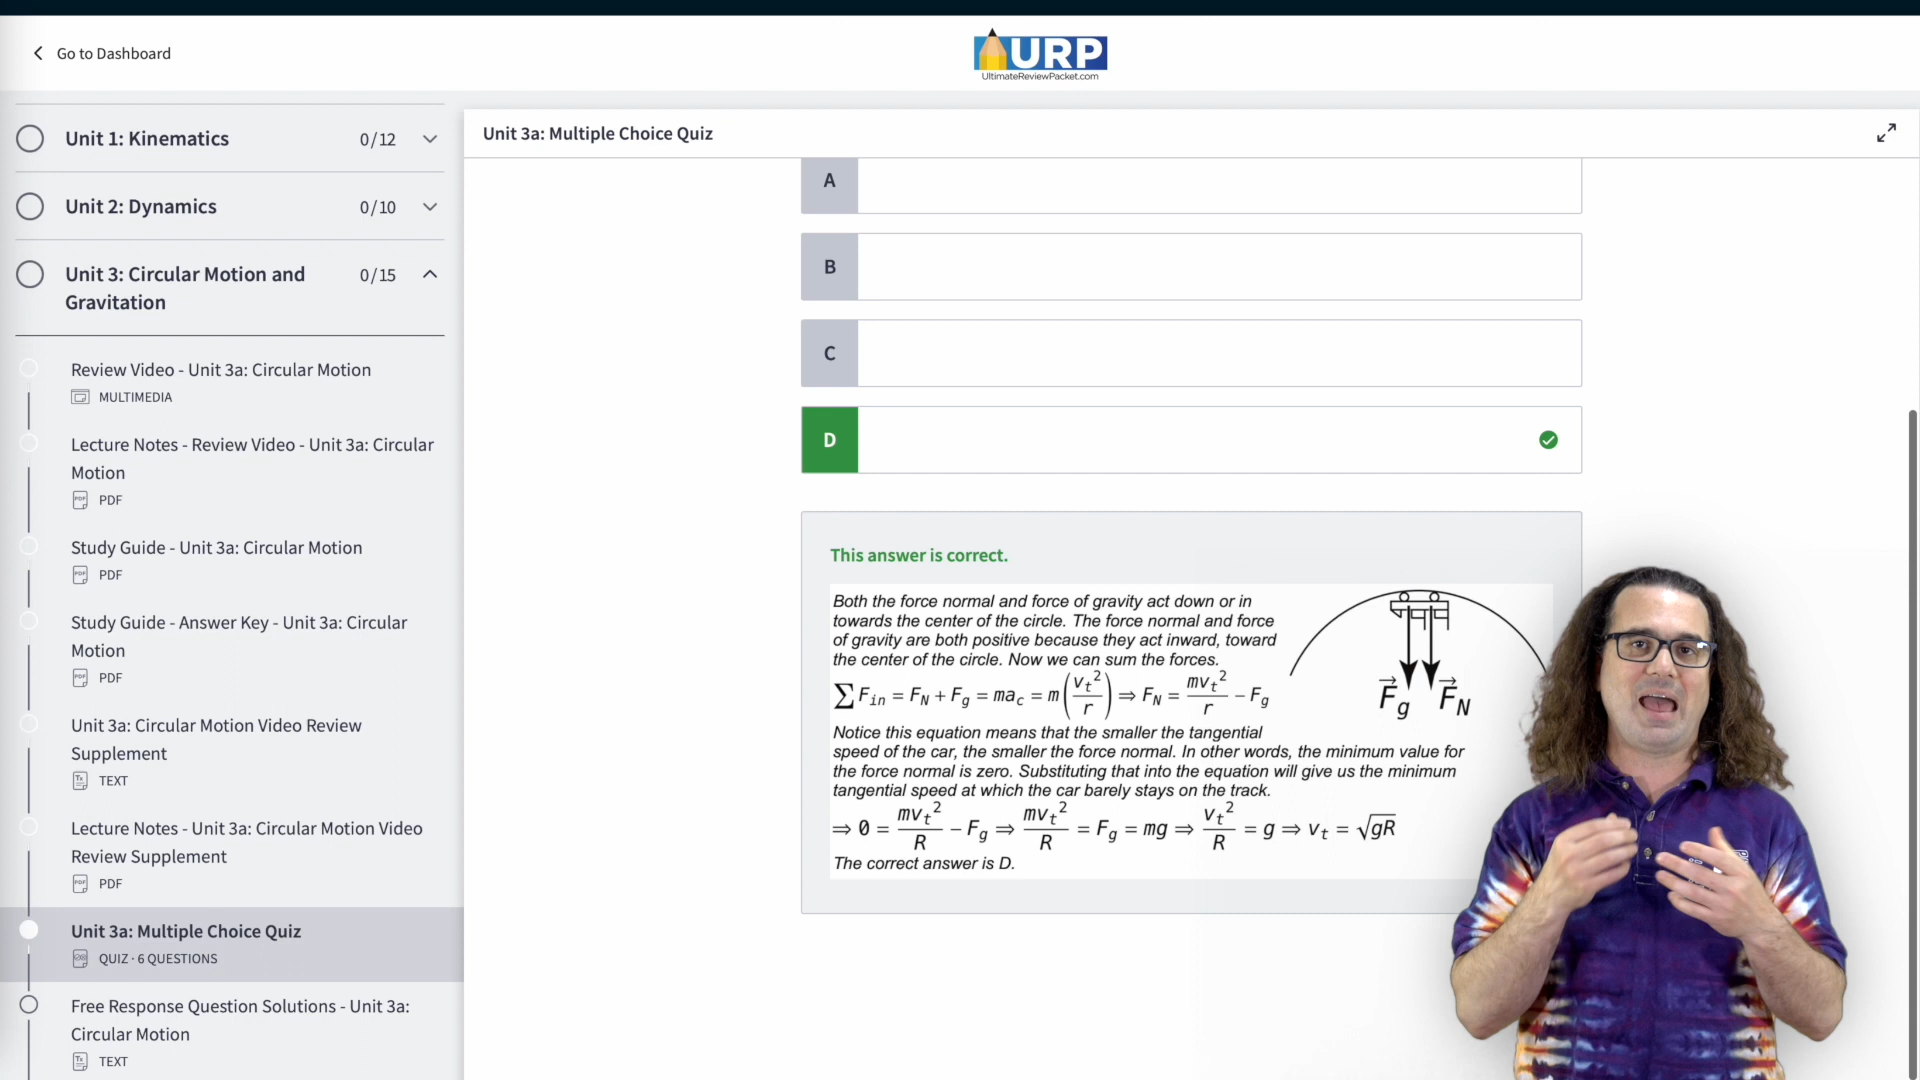 Go to Dashboard
URP
UltimateReviewPacket.com
Unit 1: Kinematics 0/12
Unit 2: Dynamics 0/10
Unit 3: Circular Motion and
Gravitation 0/15
Review Video - Unit 3a: Circular Motion
MULTIMEDIA
Lecture Notes - Review Video - Unit 3a: Circular
Motion
PDF
Study Guide - Unit 3a: Circular Motion
PDF
Study Guide - Answer Key - Unit 3a: Circular
Motion
PDF
Unit 3a: Circular Motion Video Review
Supplement
TEXT
Lecture Notes - Unit 3a: Circular Motion Video
Review Supplement
PDF
Unit 3a: Multiple Choice Quiz
QUIZ · 6 QUESTIONS
Free Response Question Solutions - Unit 3a:
Circular Motion
TEXT
Unit 3a: Multiple Choice Quiz
A
B
C
D
This answer is correct.
Both the force normal and force of gravity act down or in
towards the center of the circle. The force normal and force
of gravity are both positive because they act inward, toward
the center of the circle. Now we can sum the forces.
∑F_in = F_N + F_g = ma_c = m(v_t²/r) ⇒ F_N = mv_t²/r − F_g
Notice this equation means that the smaller the tangential
speed of the car, the smaller the force normal. In other words, the minimum value for
the force normal is zero. Substituting that into the equation will give us the minimum
tangential speed at which the car barely stays on the track.
⇒ 0 = mv_t²/R − F_g ⇒ mv_t²/R = F_g = mg ⇒ v_t²/R = g ⇒ v_t = √gR
The correct answer is D.
F_g F_N